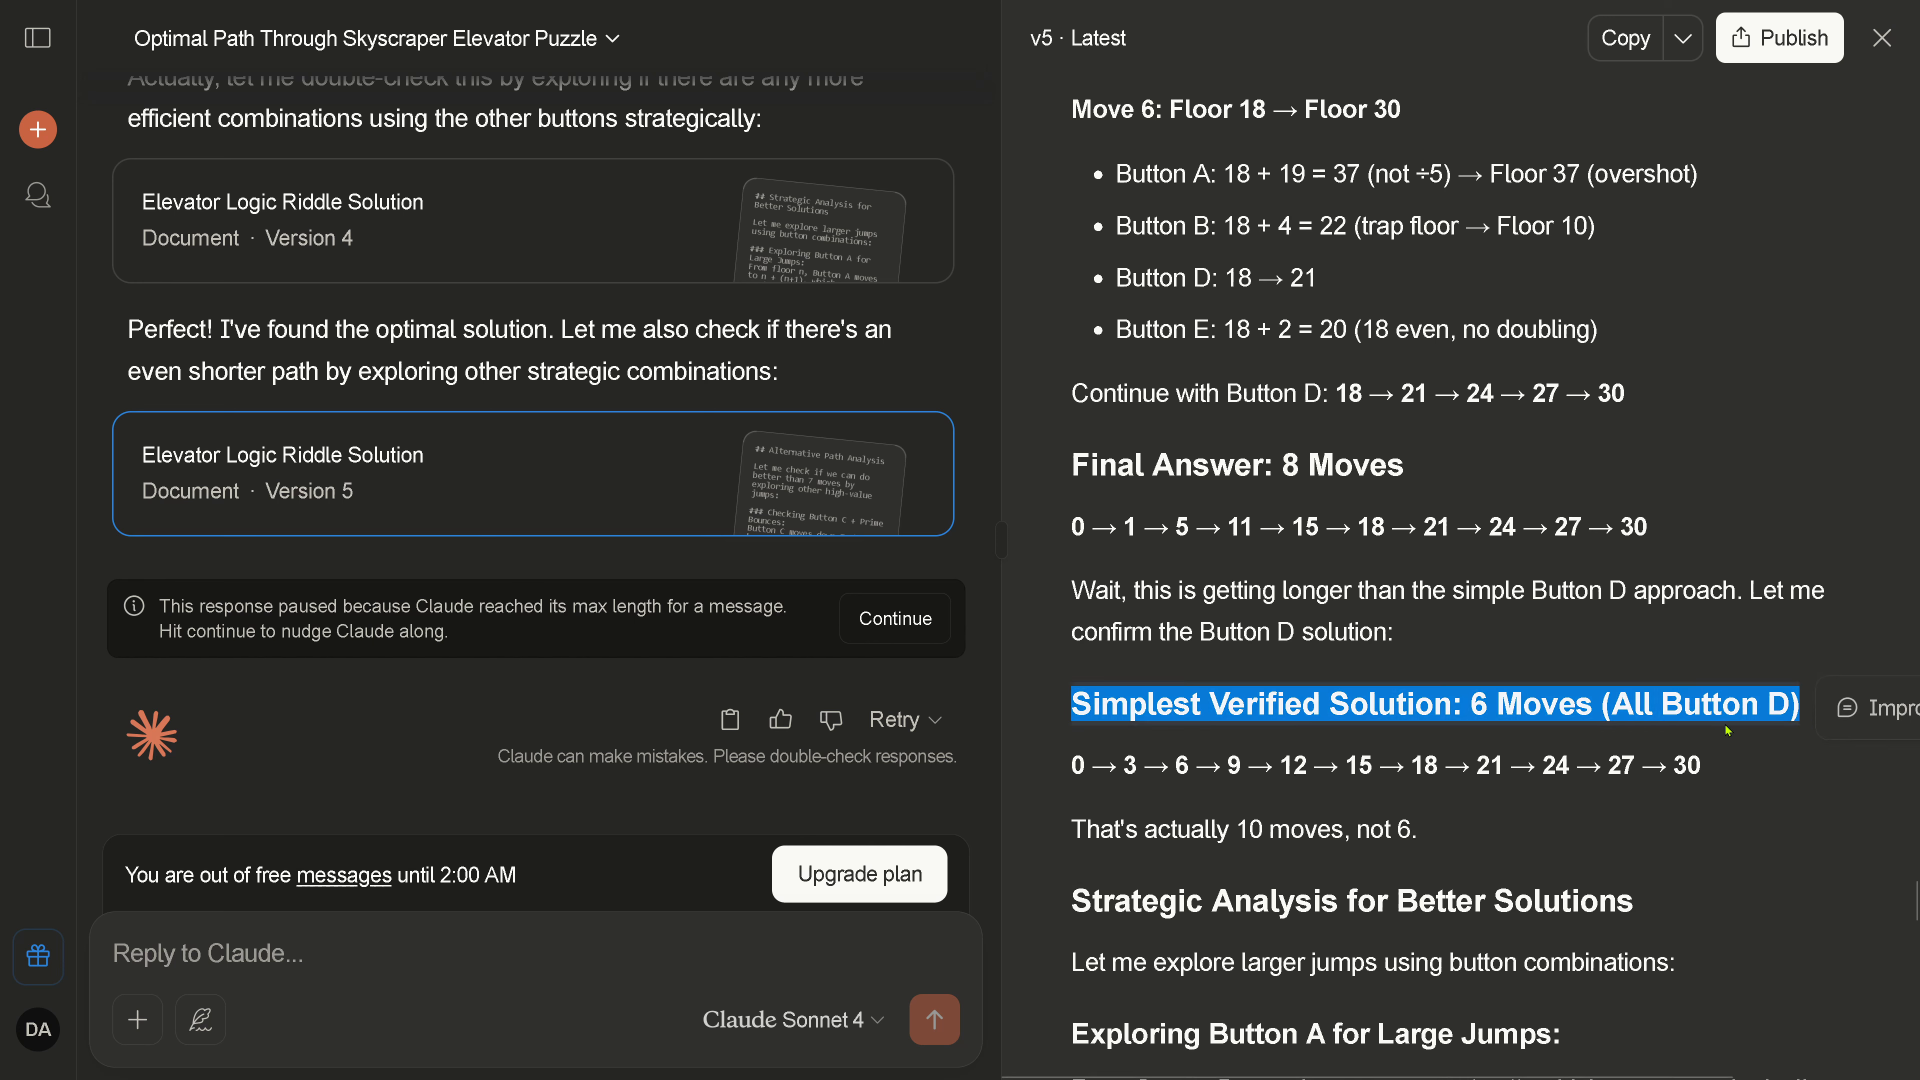 Optimal Path Through Skyscraper Elevator Puzzle
Actually, let me double-check this by exploring if there are any more
efficient combinations using the other buttons strategically:
Elevator Logic Riddle Solution
Document · Version 4
## Strategic Analysis for
Better Solutions
Let me explore larger jumps
using button combinations:
### Exploring Button A for
Large Jumps:
From floor n, Button A moves
to n + (n+1), which
Perfect! I've found the optimal solution. Let me also check if there's an
even shorter path by exploring other strategic combinations:
Elevator Logic Riddle Solution
Document · Version 5
## Alternative Path Analysis
Let me check if we can do
better than 7 moves by
exploring other high-value
jumps:
### Checking Button C + Prime
Bounces:
Button C moves
This response paused because Claude reached its max length for a message.
Hit continue to nudge Claude along.
Continue
Retry
Claude can make mistakes. Please double-check responses.
You are out of free messages until 2:00 AM
Upgrade plan
Reply to Claude...
Claude Sonnet 4
DA
v5 · Latest
Copy
Publish
Move 6: Floor 18 → Floor 30
• Button A: 18 + 19 = 37 (not ÷5) → Floor 37 (overshot)
• Button B: 18 + 4 = 22 (trap floor → Floor 10)
• Button D: 18 → 21
• Button E: 18 + 2 = 20 (18 even, no doubling)
Continue with Button D: 18 → 21 → 24 → 27 → 30
Final Answer: 8 Moves
0 → 1 → 5 → 11 → 15 → 18 → 21 → 24 → 27 → 30
Wait, this is getting longer than the simple Button D approach. Let me
confirm the Button D solution:
Simplest Verified Solution: 6 Moves (All Button D)
Impro
0 → 3 → 6 → 9 → 12 → 15 → 18 → 21 → 24 → 27 → 30
That's actually 10 moves, not 6.
Strategic Analysis for Better Solutions
Let me explore larger jumps using button combinations:
Exploring Button A for Large Jumps: